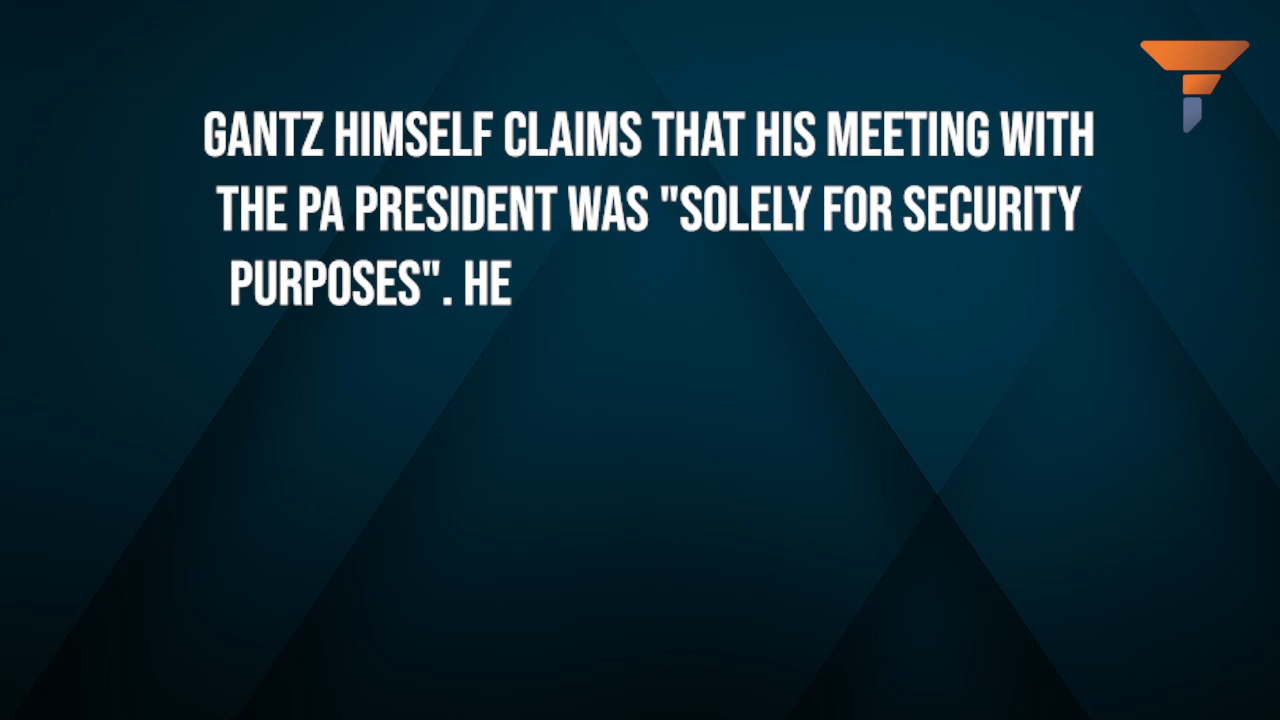 GANTZ HIMSELF CLAIMS THAT HIS MEETING WITH
THE PA PRESIDENT WAS "SOLELY FOR SECURITY
PURPOSES". HE